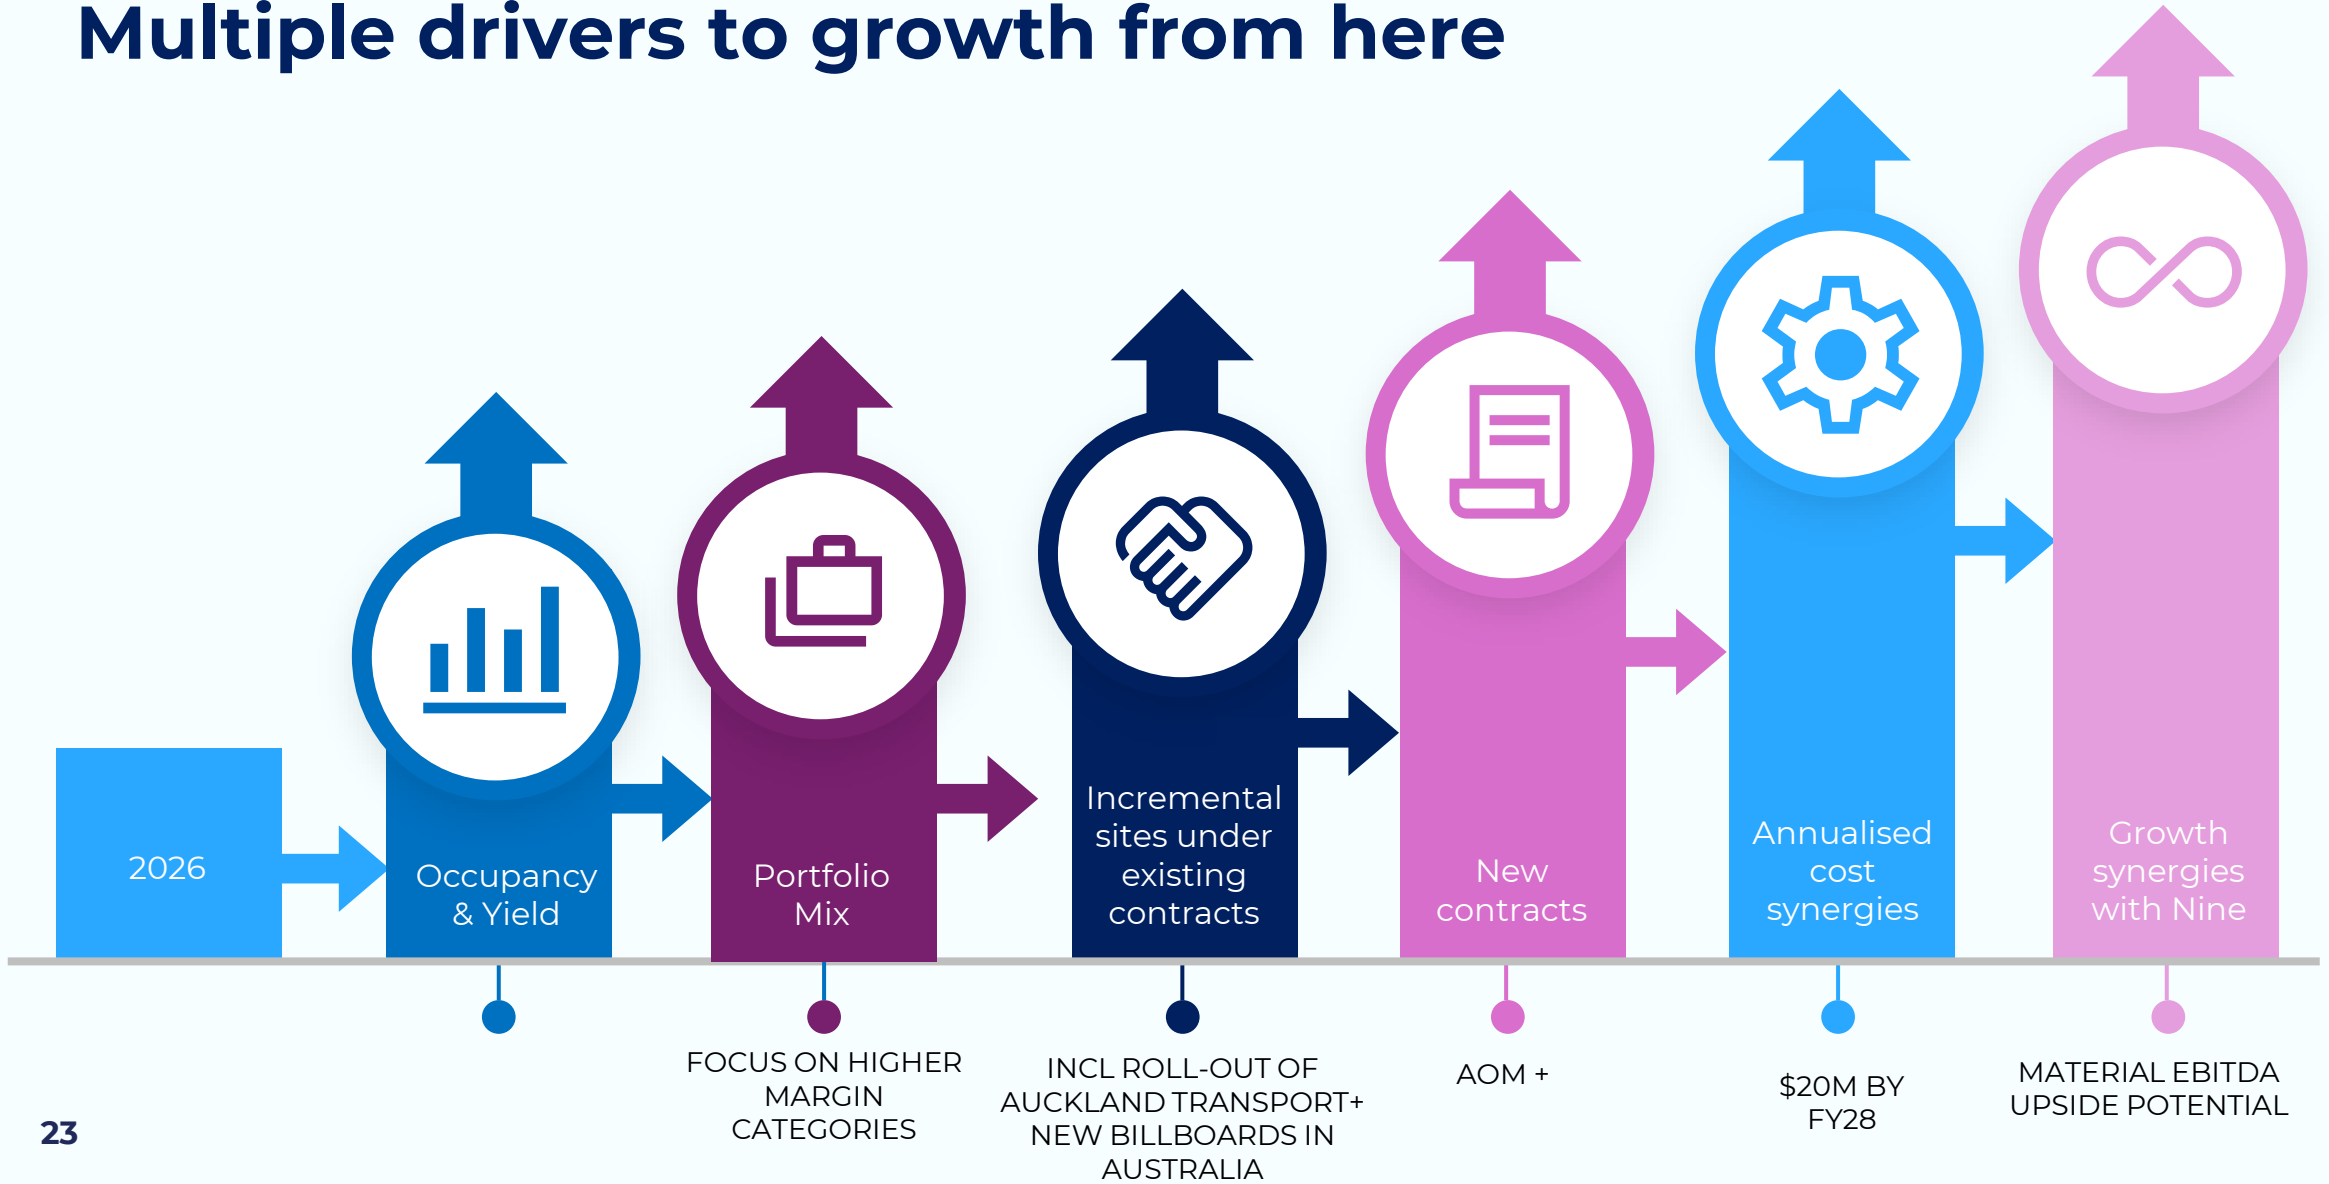 Multiple drivers to growth from here
2026
Occupancy
& Yield
Portfolio
Mix
Incremental
sites under
existing
contracts
New
contracts
Annualised
cost
synergies
Growth
synergies
with Nine
FOCUS ON HIGHER
MARGIN
CATEGORIES
INCL ROLL-OUT OF
AUCKLAND TRANSPORT+
NEW BILLBOARDS IN
AUSTRALIA
AOM +
$20M BY
FY28
MATERIAL EBITDA
UPSIDE POTENTIAL
23